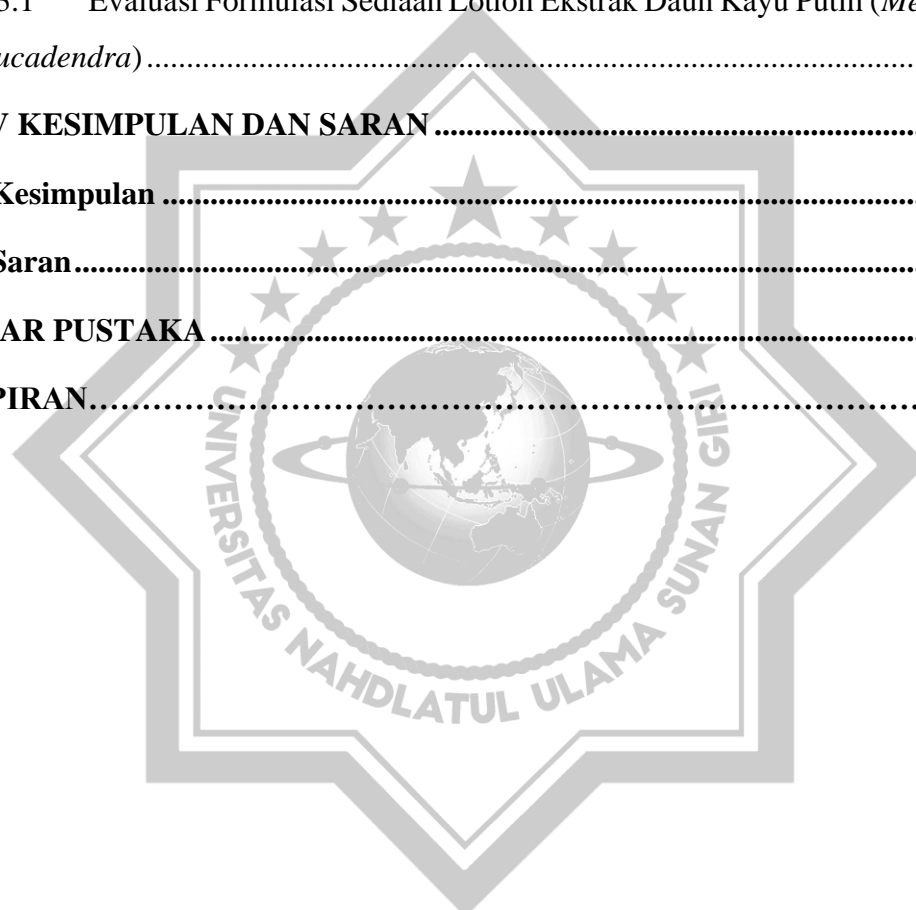 5.1 Evaluasi Formulasi Sediaan Lotion Ekstrak Daun Kayu Putih (Me
ucadendra) ..........................................................................................
V KESIMPULAN DAN SARAN ..........................................................
Kesimpulan ..........................................................................................
Saran ..........................................................................................
AR PUSTAKA ..........................................................................................
PIRAN..........................................................................................
UNIVERSITAS NAHDLATUL ULAMA SUNAN GIRI